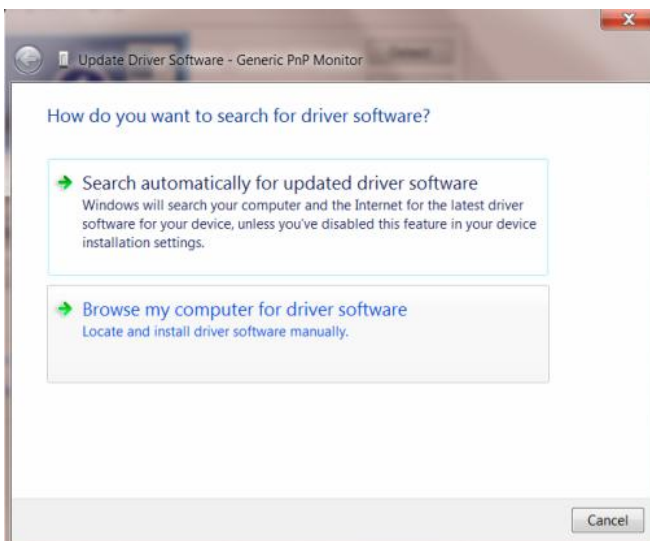 Update Driver Software - Generic PnP Monitor
How do you want to search for driver software?
Search automatically for updated driver software
Windows will search your computer and the Internet for the latest driver
software for your device, unless you've disabled this feature in your device
installation settings.
Browse my computer for driver software
Locate and install driver software manually.
Cancel